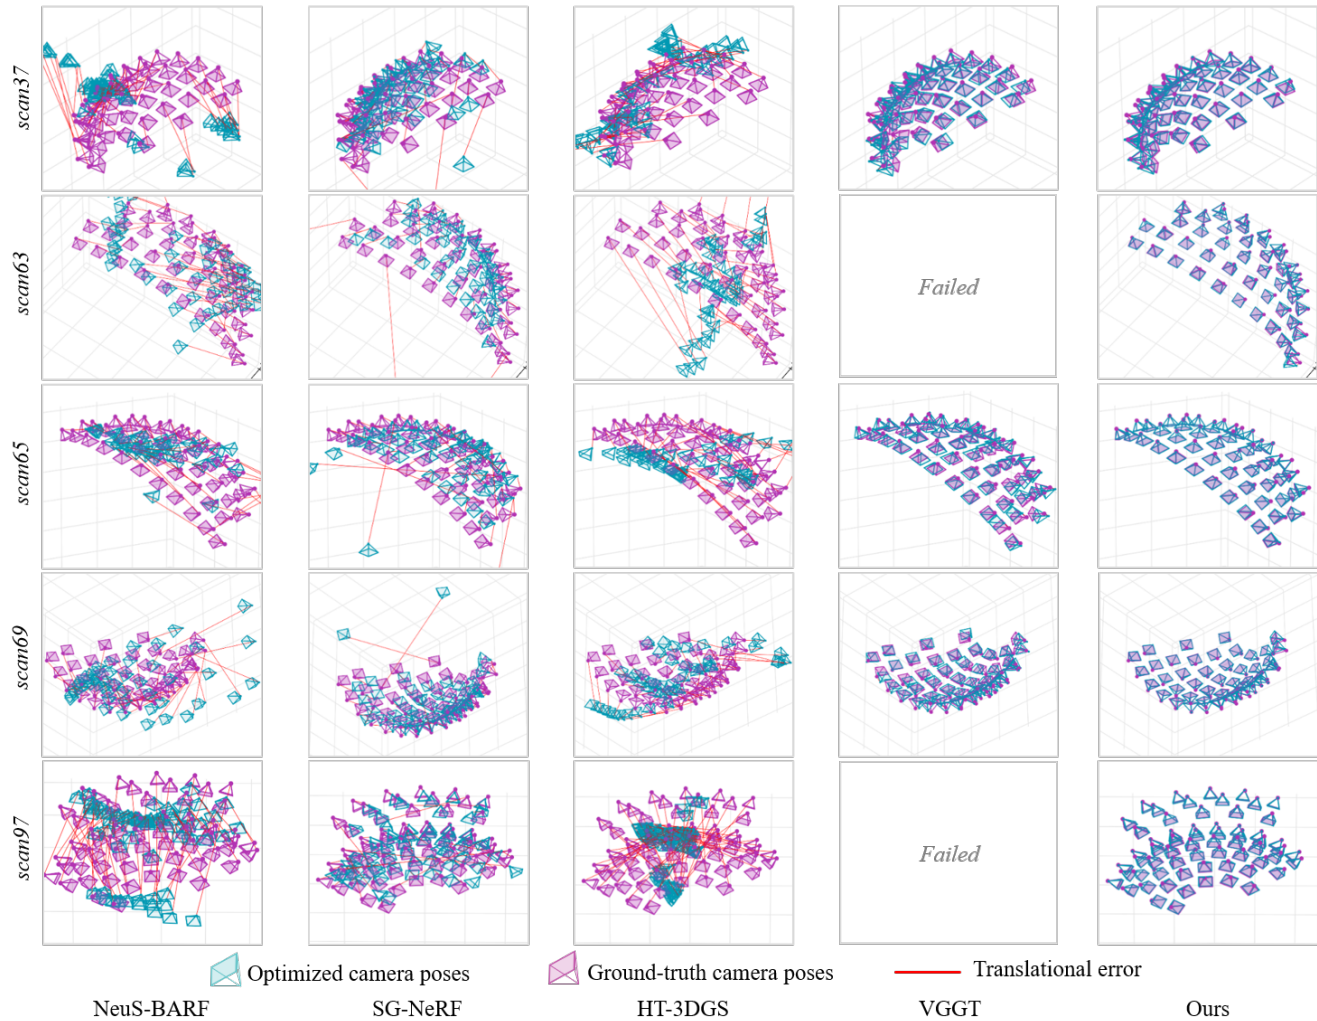 scan37
scan63
Failed
scan65
scan69
scan97
Failed
Optimized camera poses
Ground-truth camera poses
Translational error
NeuS-BARF
SG-NeRF
HT-3DGS
VGGT
Ours